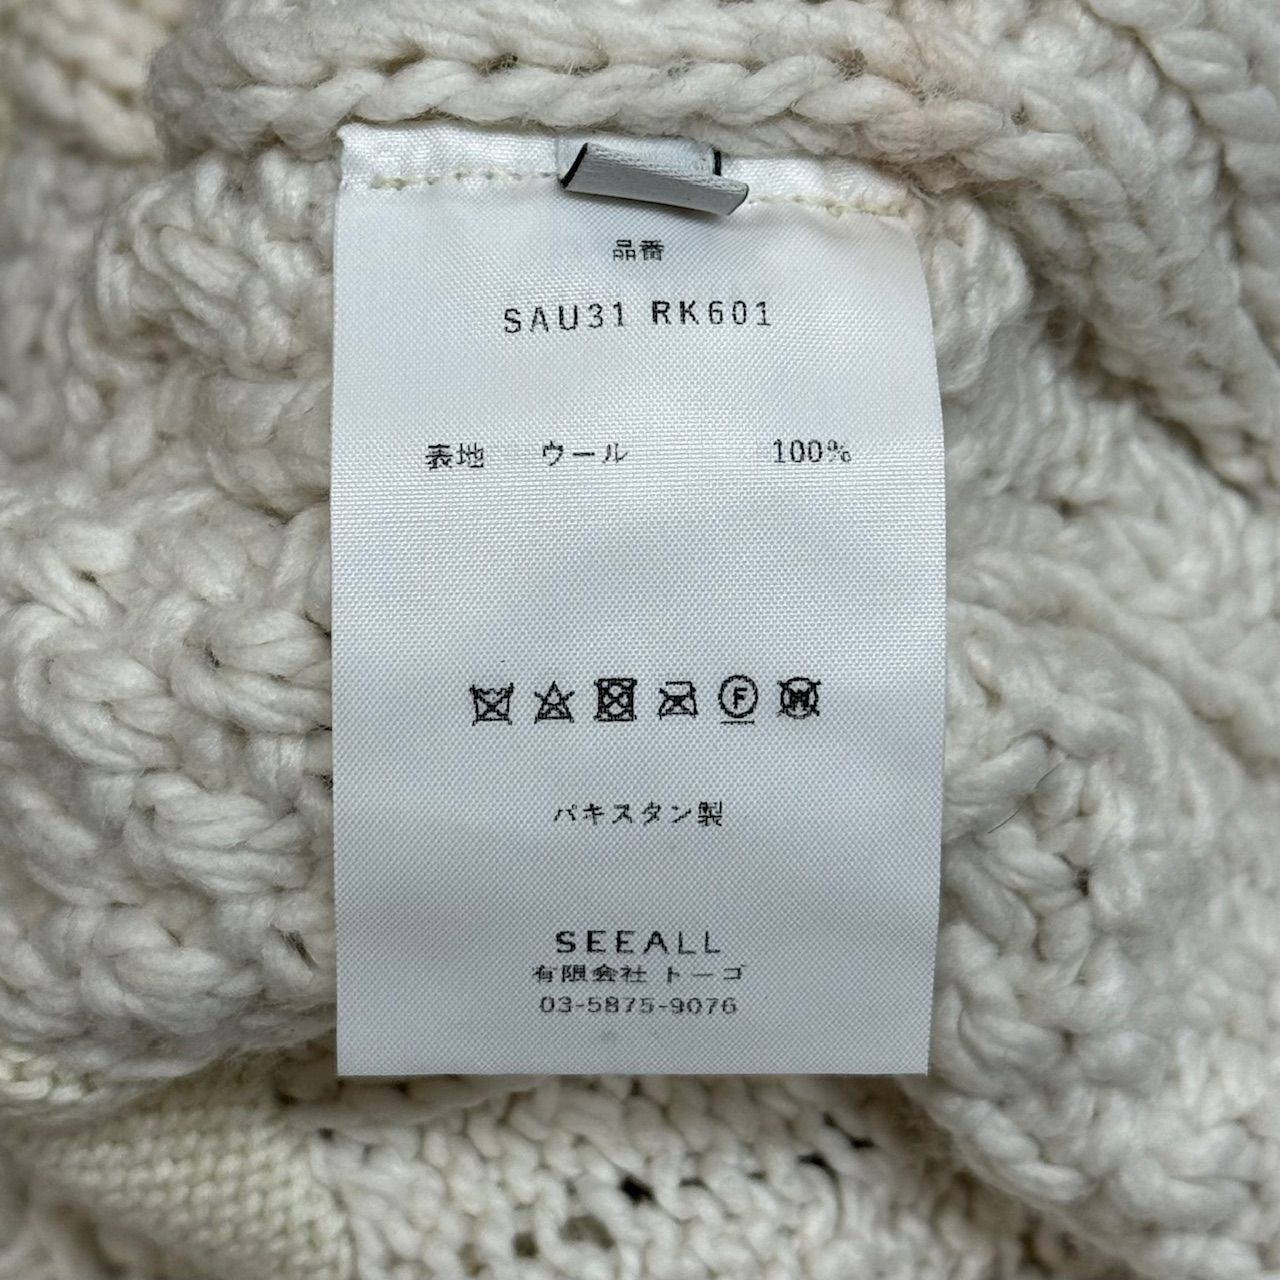 品番
SAU31 RK601
表地 ウール 100%
F W
パキスタン製
SEEALL
有限会社 トーゴ
03-5875-9076